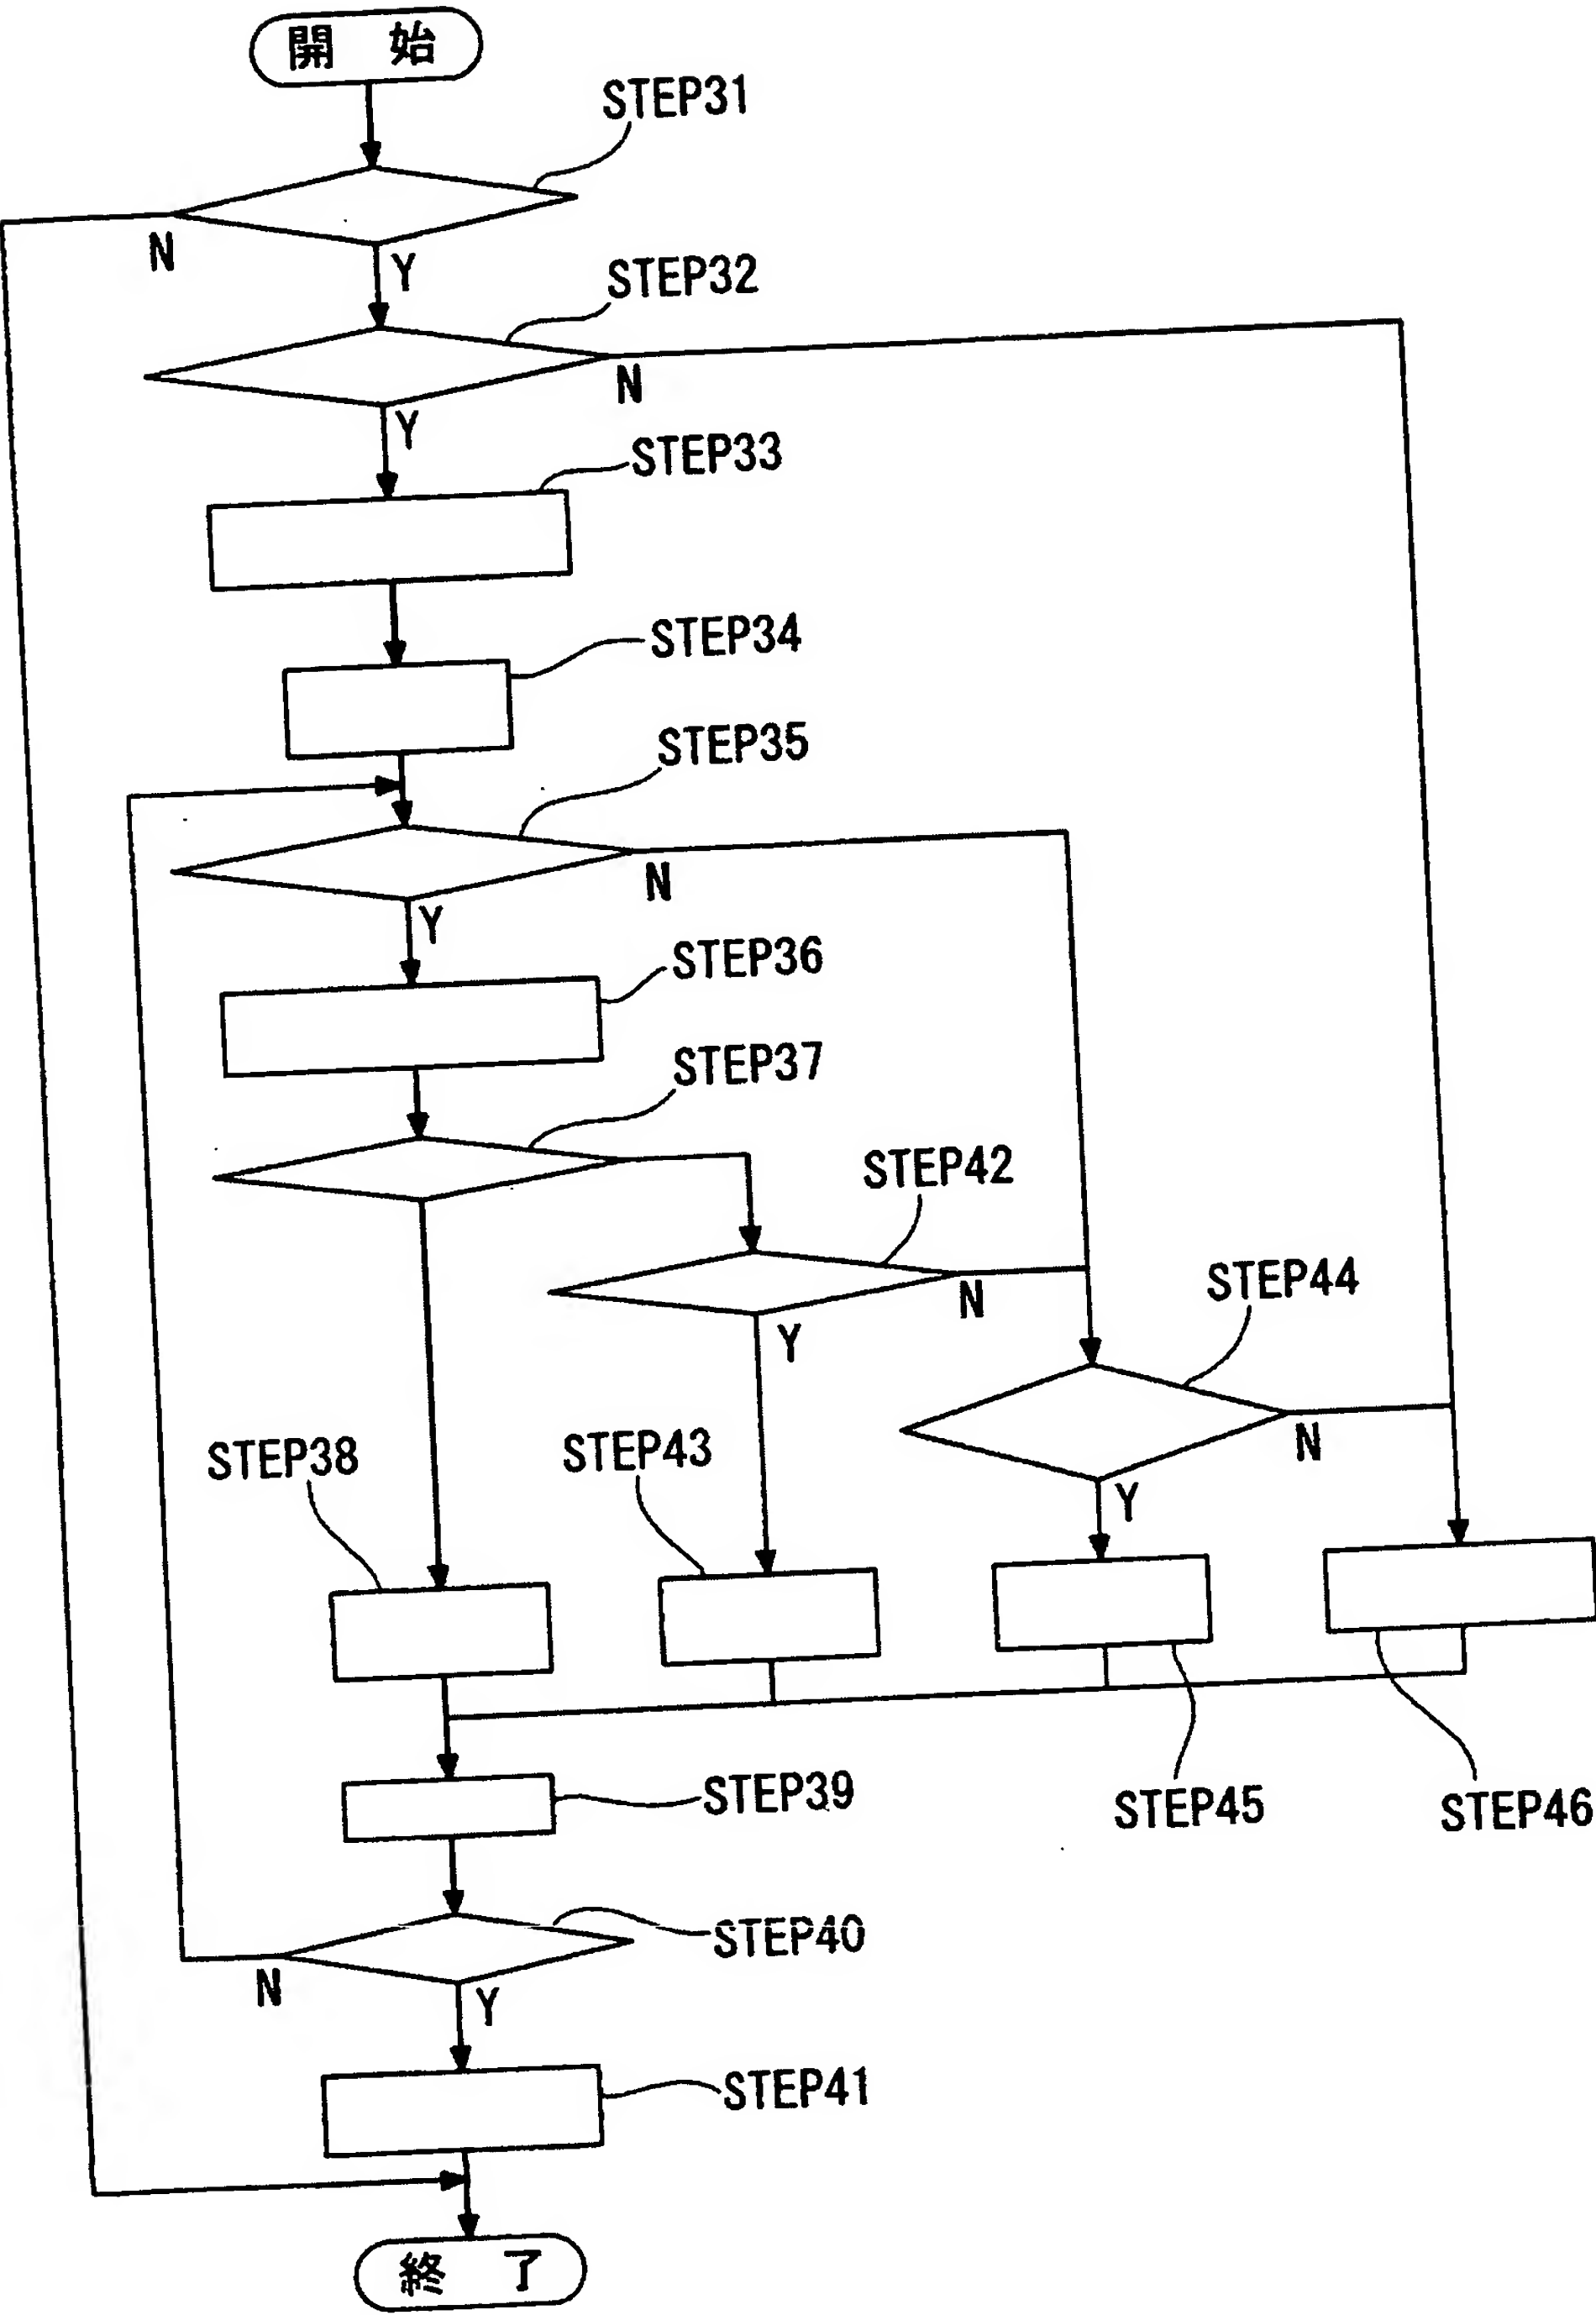 開 始
STEP31
N
Y
STEP32
N
Y
STEP33
STEP34
STEP35
N
Y
STEP36
STEP37
STEP42
N
Y
STEP44
N
Y
STEP38
STEP43
STEP39
STEP45
STEP46
STEP40
N
Y
STEP41
終 了